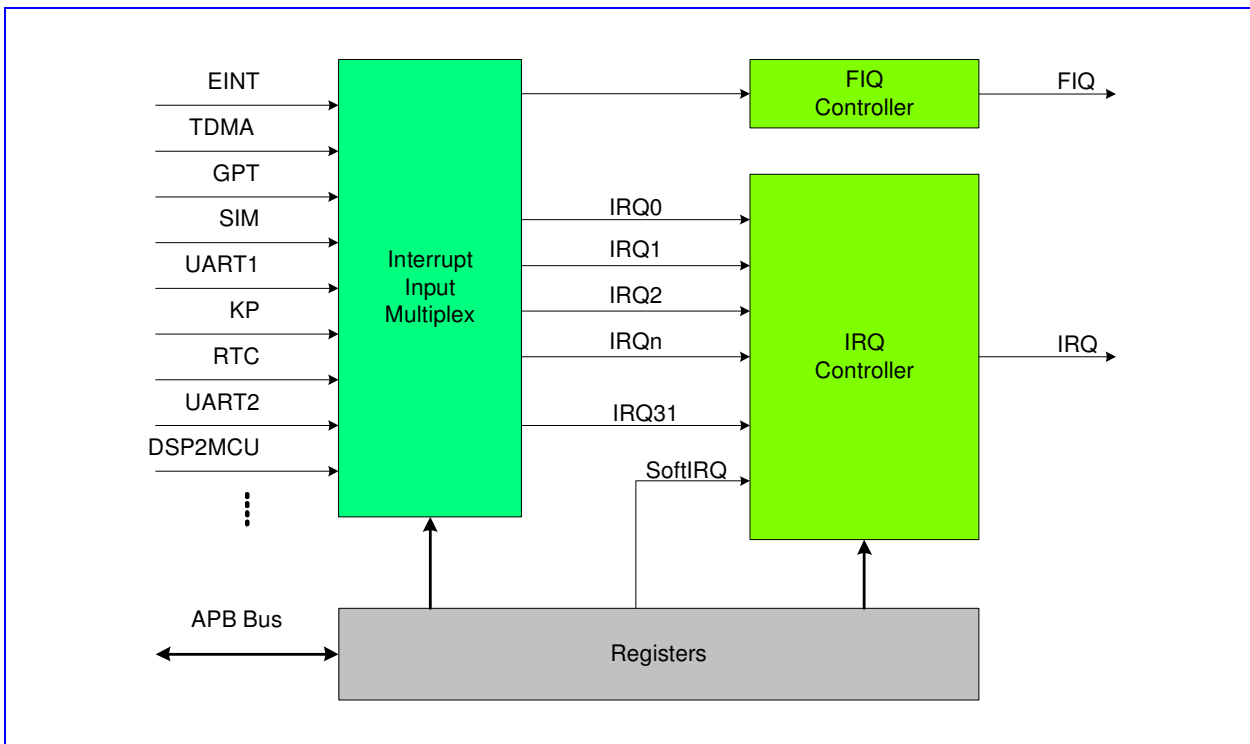 EINT
TDMA
GPT
SIM
UART1
KP
RTC
UART2
DSP2MCU
Interrupt
Input
Multiplex
FIQ
Controller
FIQ
IRQ0
IRQ1
IRQ2
IRQn
IRQ31
SoftIRQ
IRQ
Controller
IRQ
APB Bus
Registers